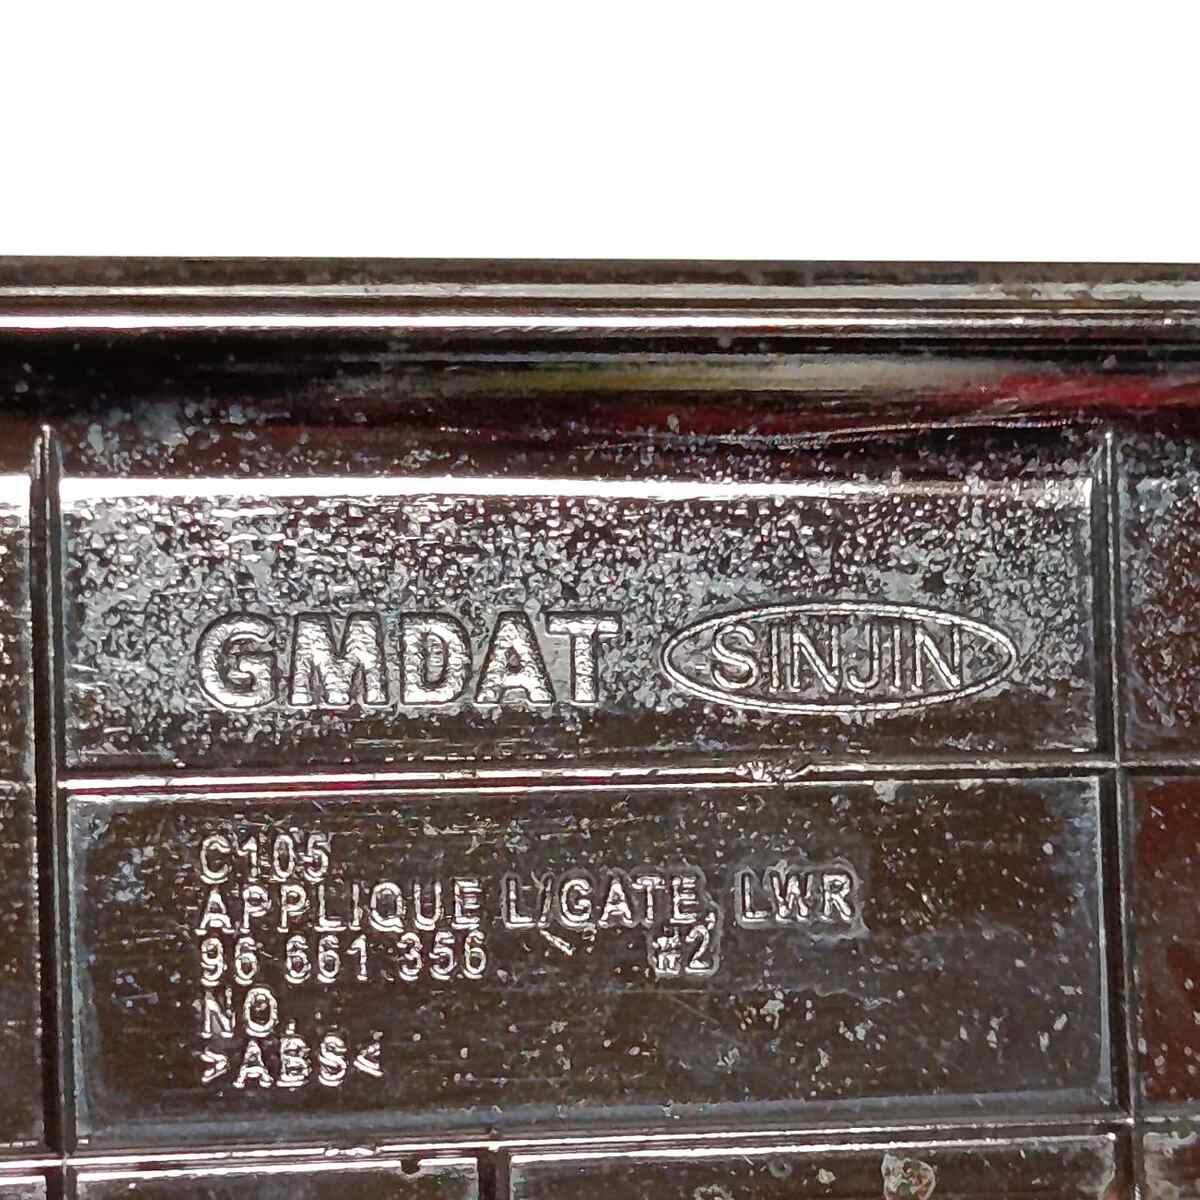 GMDAT SINJIN
C105
APPLIQUE L/GATE, LWR
96 661 356 #2
NO.
>ABS<